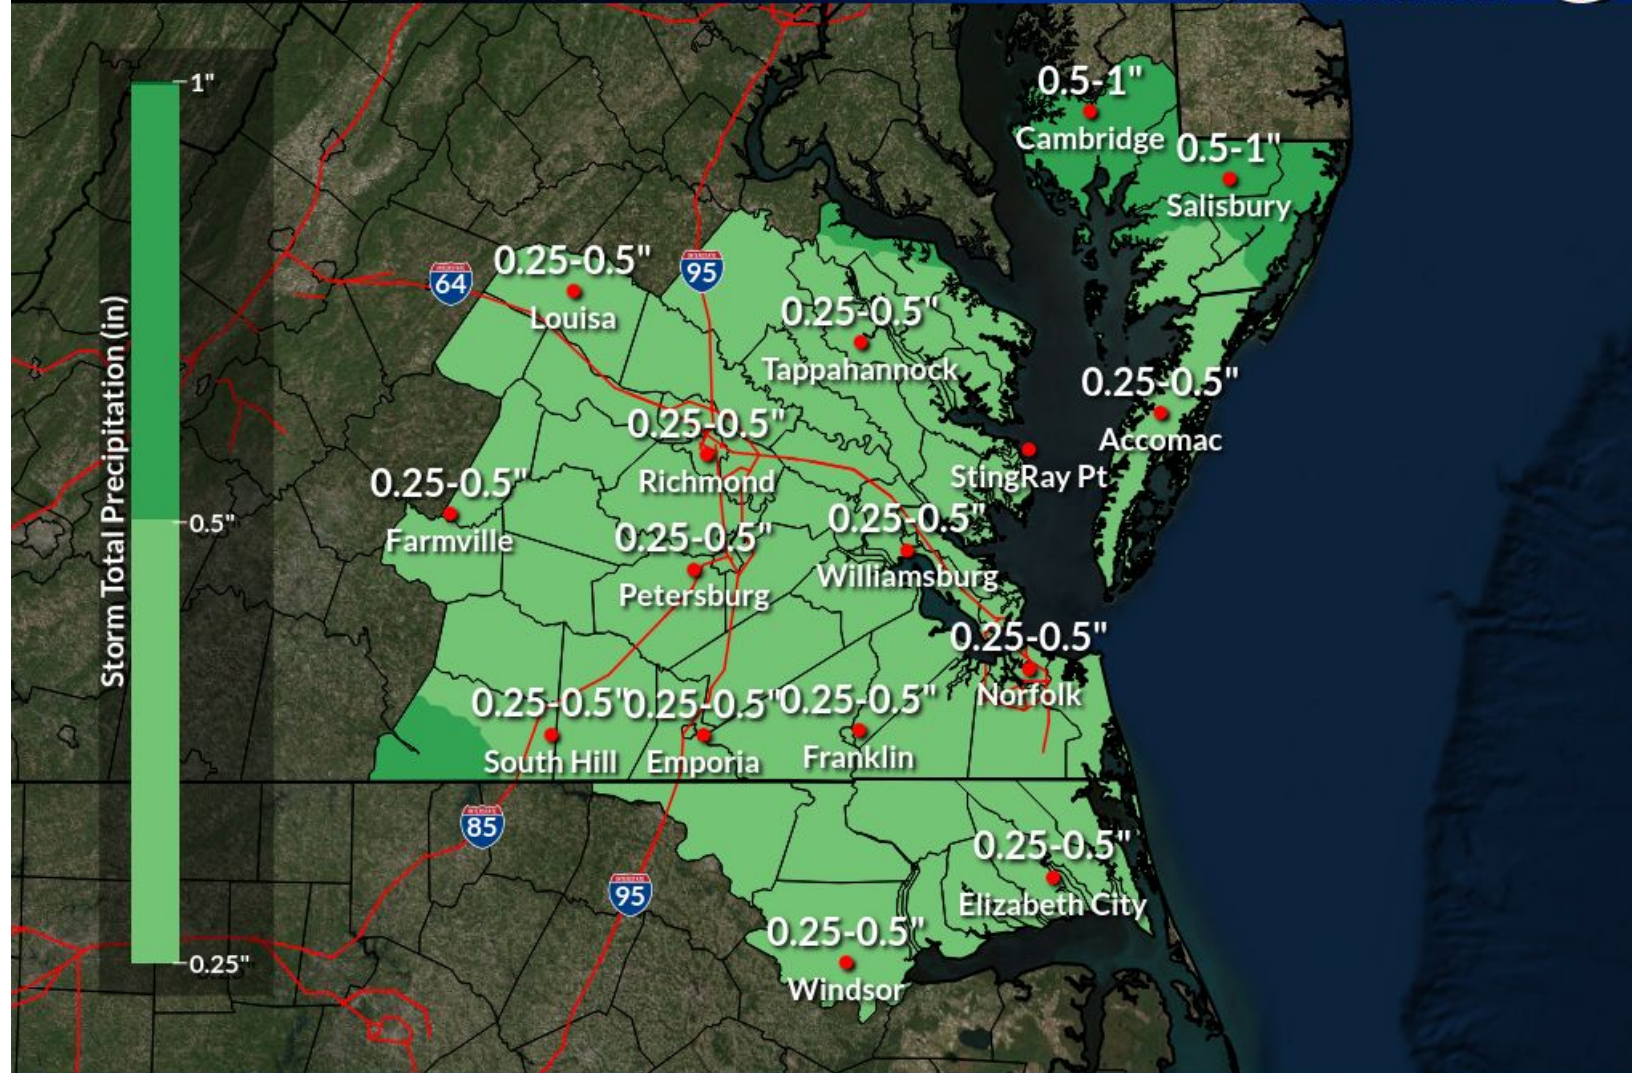 1"
0.5-1"
Cambridge
0.5-1"
Salisbury
0.25-0.5"
Louisa
64
95
0.25-0.5"
Tappahannock
0.25-0.5"
Accomac
0.25-0.5"
Richmond
StingRay Pt
0.25-0.5"
Farmville
0.5"
0.25-0.5"
Williamsburg
0.25-0.5"
Petersburg
Storm Total Precipitation (in)
0.25-0.5"
Norfolk
0.25-0.5"
South Hill
0.25-0.5"
Emporia
0.25-0.5"
Franklin
85
95
0.25-0.5"
Elizabeth City
0.25-0.5"
Windsor
0.25"